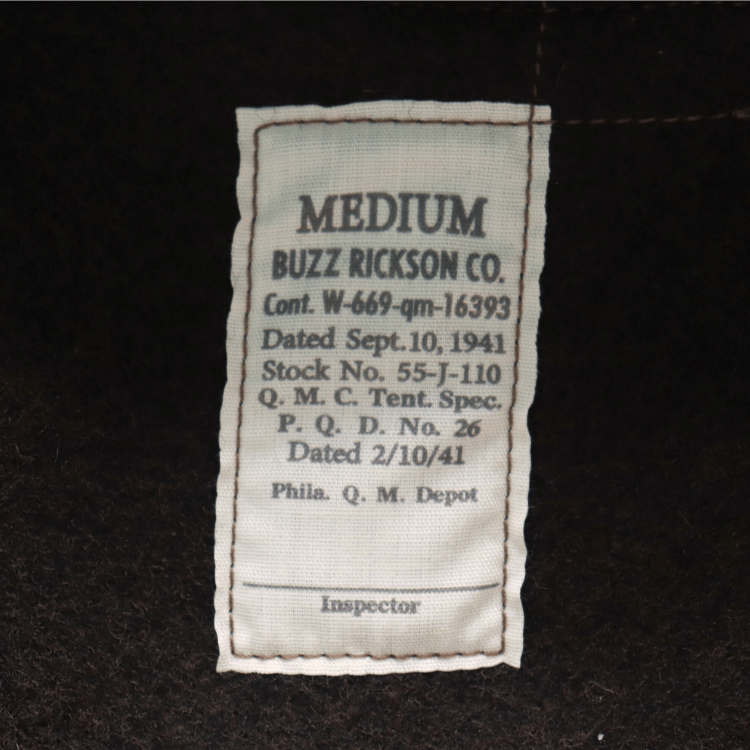 MEDIUM
BUZZ RICKSON CO.
Cont. W-669-qm-16393
Dated Sept.10, 1941
Stock No. 55-J-110
Q. M. C. Tent. Spec.
P. Q. D. No. 26
Dated 2/10/41
Phila. Q. M. Depot
Inspector